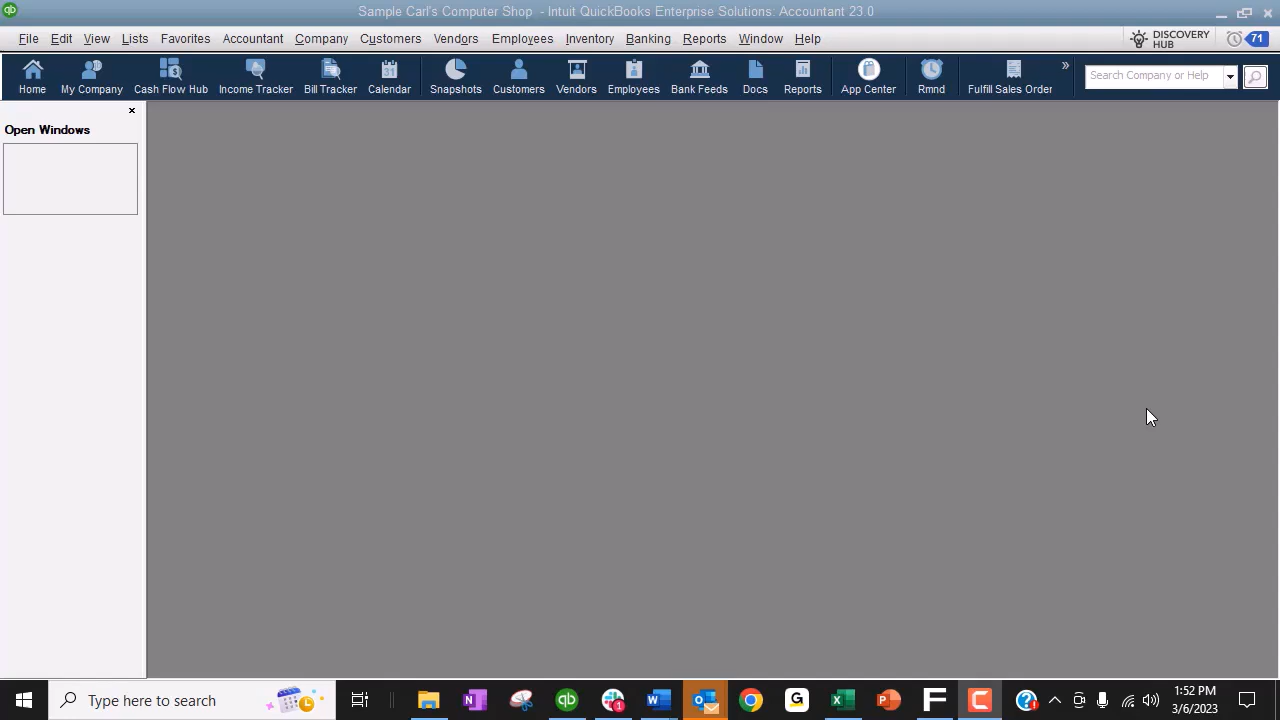 Sample Carl's Computer Shop - Intuit QuickBooks Enterprise Solutions: Accountant 23.0
File Edit View Lists Favorites Accountant Company Customers Vendors Employees Inventory Banking Reports Window Help DISCOVERY HUB 71
Home My Company Cash Flow Hub Income Tracker Bill Tracker Calendar Snapshots Customers Vendors Employees Bank Feeds Docs Reports App Center Rmnd Fulfill Sales Order » Search Company or Help
Open Windows
Type here to search
1:52 PM
3/6/2023